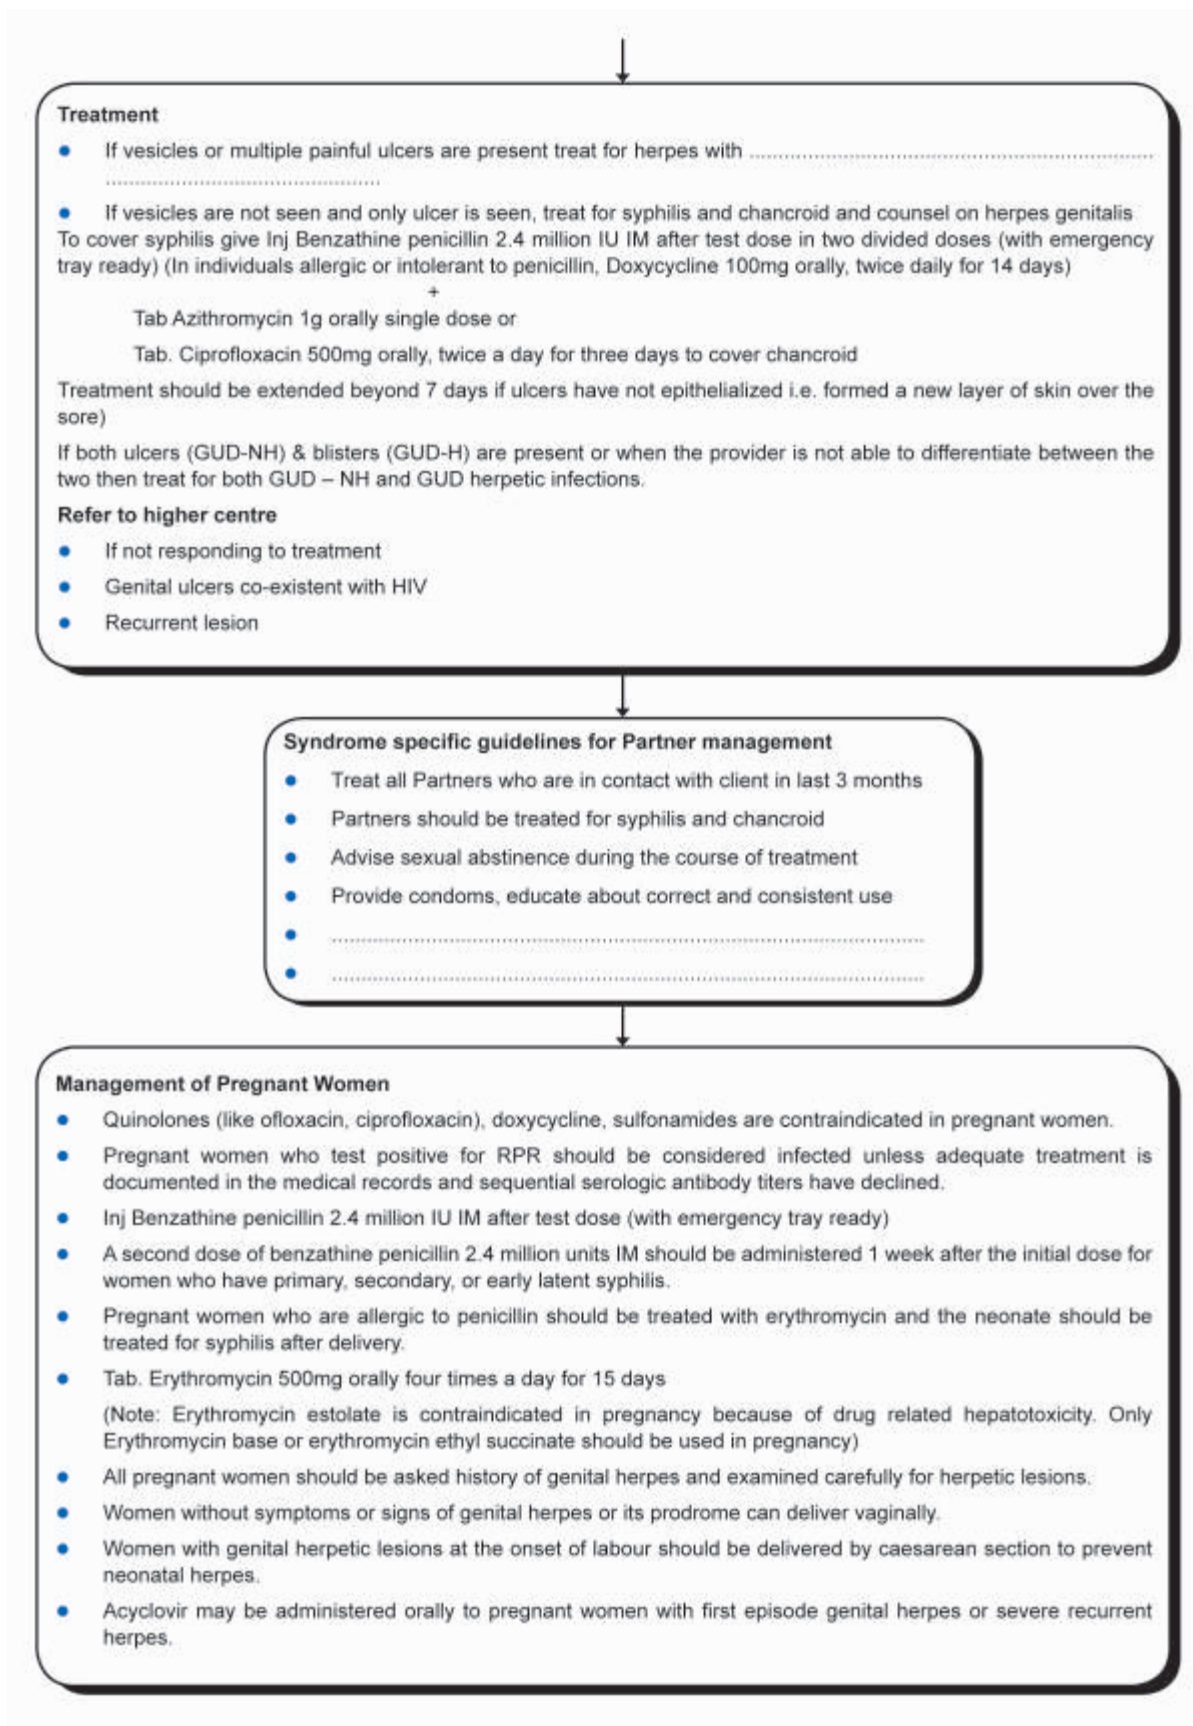 Treatment
● If vesicles or multiple painful ulcers are present treat for herpes with ....................................................................................
.........................................................
● If vesicles are not seen and only ulcer is seen, treat for syphilis and chancroid and counsel on herpes genitalis
To cover syphilis give Inj Benzathine penicillin 2.4 million IU IM after test dose in two divided doses (with emergency
tray ready) (In individuals allergic or intolerant to penicillin, Doxycycline 100mg orally, twice daily for 14 days)
+
Tab Azithromycin 1g orally single dose or
Tab. Ciprofloxacin 500mg orally, twice a day for three days to cover chancroid
Treatment should be extended beyond 7 days if ulcers have not epithelialized i.e. formed a new layer of skin over the
sore)
If both ulcers (GUD-NH) & blisters (GUD-H) are present or when the provider is not able to differentiate between the
two then treat for both GUD – NH and GUD herpetic infections.
Refer to higher centre
● If not responding to treatment
● Genital ulcers co-existent with HIV
● Recurrent lesion
Syndrome specific guidelines for Partner management
● Treat all Partners who are in contact with client in last 3 months
● Partners should be treated for syphilis and chancroid
● Advise sexual abstinence during the course of treatment
● Provide condoms, educate about correct and consistent use
● ..........................................................................................................................
● ..........................................................................................................................
Management of Pregnant Women
● Quinolones (like ofloxacin, ciprofloxacin), doxycycline, sulfonamides are contraindicated in pregnant women.
● Pregnant women who test positive for RPR should be considered infected unless adequate treatment is
documented in the medical records and sequential serologic antibody titers have declined.
● Inj Benzathine penicillin 2.4 million IU IM after test dose (with emergency tray ready)
● A second dose of benzathine penicillin 2.4 million units IM should be administered 1 week after the initial dose for
women who have primary, secondary, or early latent syphilis.
● Pregnant women who are allergic to penicillin should be treated with erythromycin and the neonate should be
treated for syphilis after delivery.
● Tab. Erythromycin 500mg orally four times a day for 15 days
(Note: Erythromycin estolate is contraindicated in pregnancy because of drug related hepatotoxicity. Only
Erythromycin base or erythromycin ethyl succinate should be used in pregnancy)
● All pregnant women should be asked history of genital herpes and examined carefully for herpetic lesions.
● Women without symptoms or signs of genital herpes or its prodrome can deliver vaginally.
● Women with genital herpetic lesions at the onset of labour should be delivered by caesarean section to prevent
neonatal herpes.
● Acyclovir may be administered orally to pregnant women with first episode genital herpes or severe recurrent
herpes.